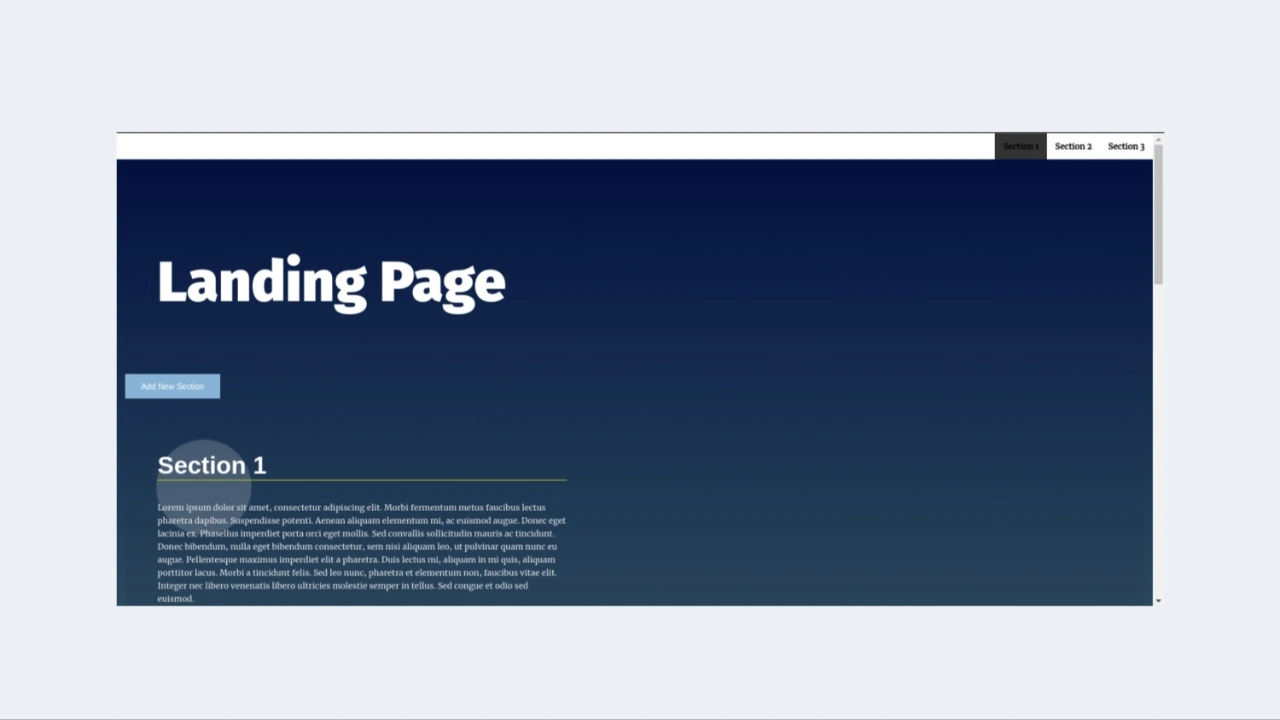 Section 1 Section 2 Section 3
Landing Page
Add New Section
Section 1
Lorem ipsum dolor sit amet, consectetur adipiscing elit. Morbi fermentum metus faucibus lectus
pharetra dapibus. Suspendisse potenti. Aenean aliquam elementum mi, ac euismod augue. Donec eget
lacinia ex. Phasellus imperdiet porta orci eget mollis. Sed convallis sollicitudin mauris ac tincidunt.
Donec bibendum, nulla eget bibendum consectetur, sem nisi aliquam leo, ut pulvinar quam nunc eu
augue. Pellentesque maximus imperdiet elit a pharetra. Duis lectus mi, aliquam in mi quis, aliquam
porttitor lacus. Morbi a tincidunt felis. Sed leo nunc, pharetra et elementum non, faucibus vitae elit.
Integer nec libero venenatis libero ultricies molestie semper in tellus. Sed congue et odio sed
euismod.